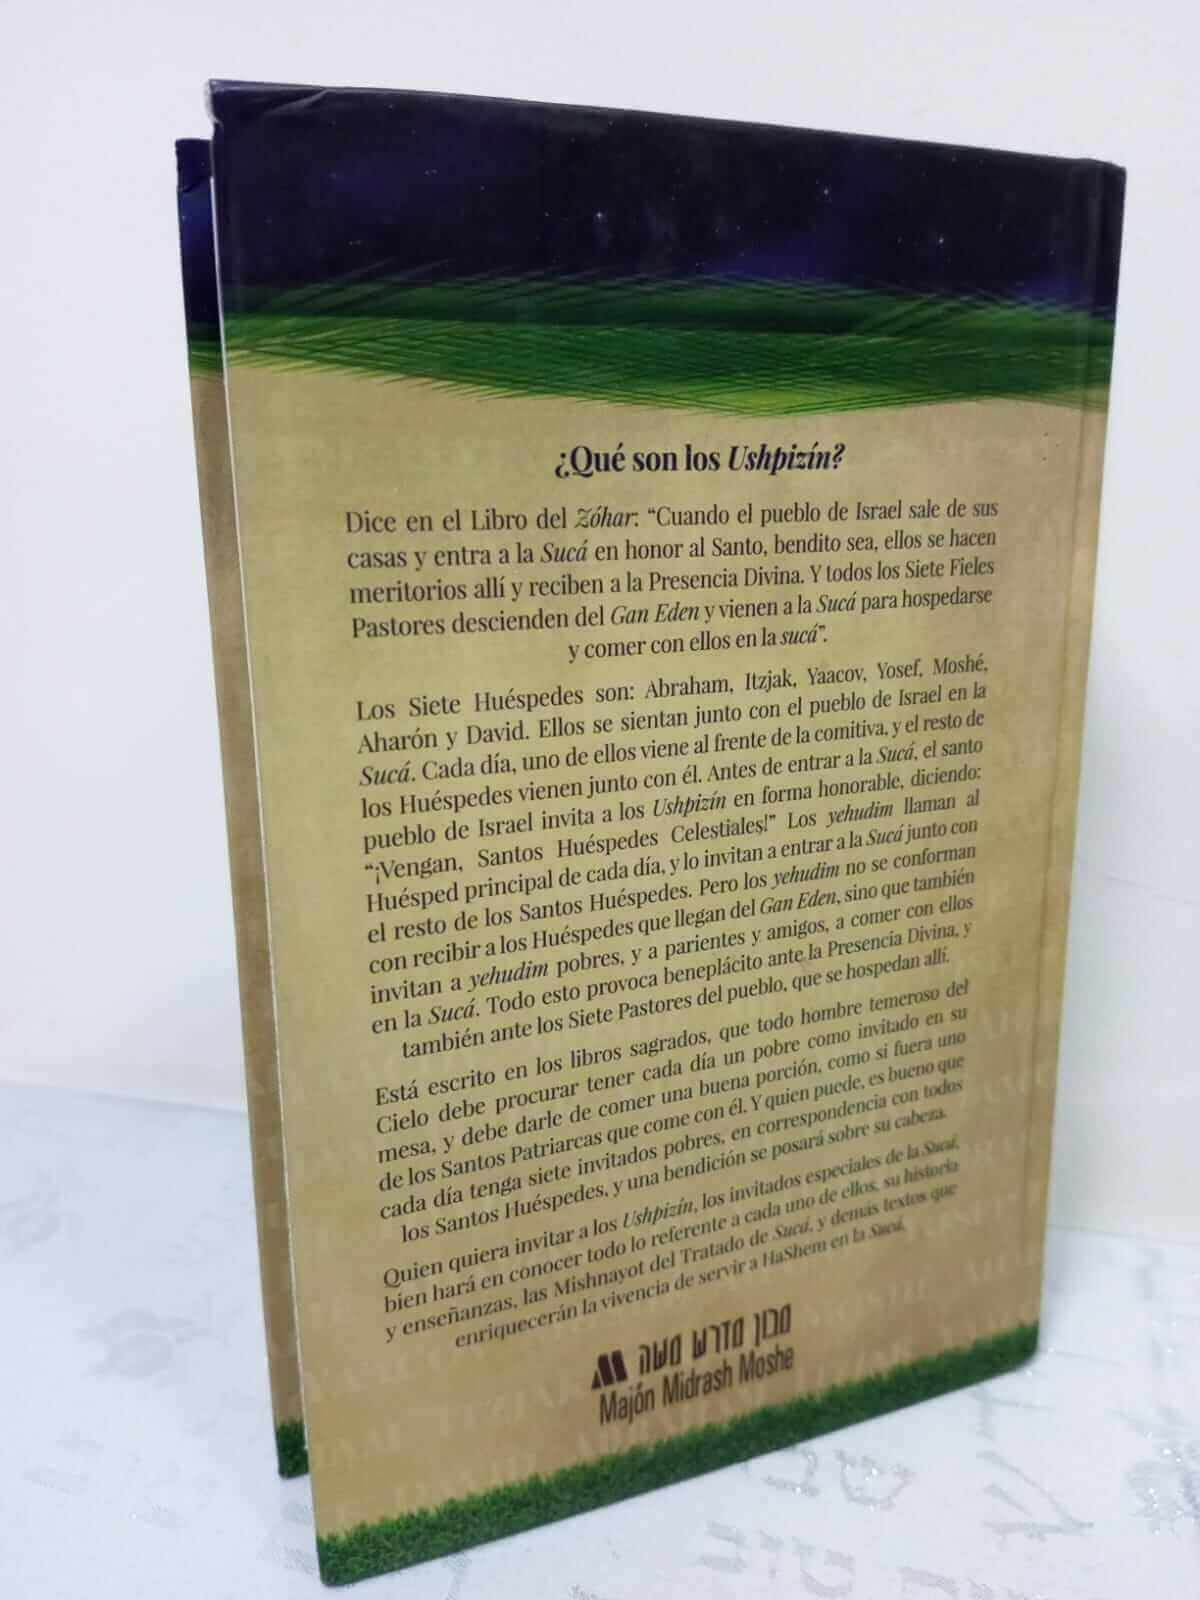 ¿Qué son los Ushpizín?
Dice en el Libro del Zóhar: “Cuando el pueblo de Israel sale de sus
casas y entra a la Sucá en honor al Santo, bendito sea, ellos se hacen
meritorios allí y reciben a la Presencia Divina. Y todos los Siete Fieles
Pastores descienden del Gan Eden y vienen a la Sucá para hospedarse
y comer con ellos en la sucá”.
Los Siete Huéspedes son: Abraham, Itzjak, Yaacov, Yosef, Moshé,
Aharón y David. Ellos se sientan junto con el pueblo de Israel en la
Sucá. Cada día, uno de ellos viene al frente de la comitiva, y el resto de
los Huéspedes vienen junto con él. Antes de entrar a la Sucá, el santo
pueblo de Israel invita a los Ushpizín en forma honorable, diciendo:
“¡Vengan, Santos Huéspedes Celestiales!” Los yehudim llaman al
Huésped principal de cada día, y lo invitan a entrar a la Sucá junto con
el resto de los Santos Huéspedes. Pero los yehudim no se conforman
con recibir a los Huéspedes que llegan del Gan Eden, sino que también
invitan a yehudim pobres, y a parientes y amigos, a comer con ellos
en la Sucá. Todo esto provoca beneplácito ante la Presencia Divina, y
también ante los Siete Pastores del pueblo, que se hospedan allí.
Está escrito en los libros sagrados, que todo hombre temeroso del
Cielo debe procurar tener cada día un pobre como invitado en su
mesa, y debe darle de comer una buena porción, como si fuera uno
de los Santos Patriarcas que come con él. Y quien puede, es bueno que
cada día tenga siete invitados pobres, en correspondencia con todos
los Santos Huéspedes, y una bendición se posará sobre su cabeza.
Quien quiera invitar a los Ushpizín, los invitados especiales de la Sucá,
bien hará en conocer todo lo referente a cada uno de ellos, su historia
y enseñanzas, las Mishnayot del Tratado de Sucá, y demás textos que
enriquecerán la vivencia de servir a HaShem en la Sucá.
מכון מדרש משה
Majón Midrash Moshe